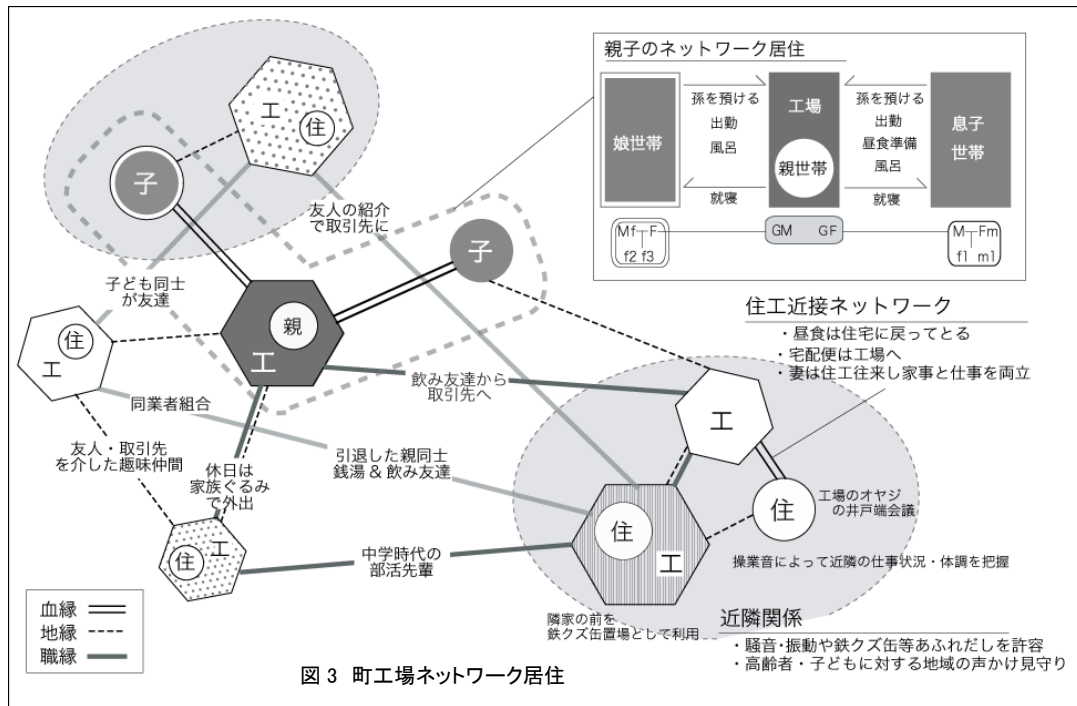 親子のネットワーク居住
娘世帯
孫を預ける
出勤
風呂
就寝
工場
親世帯
孫を預ける
出勤
昼食準備
風呂
就寝
息子
世帯
Mf F
f2 f3
GM GF
M Fm
f1 m1
工
住
子
友人の紹介
で取引先に
子
子ども同士
が友達
住
工
親
工
住工近接ネットワーク
・昼食は住宅に戻ってとる
・宅配便は工場へ
・妻は住工往来し家事と仕事を両立
飲み友達から
取引先へ
同業者組合
工
友人・取引先
を介した趣味仲間
休日は
家族ぐるみ
で外出
引退した親同士
銭湯&飲み友達
工場のオヤジ
の井戸端会議
住
住
工
住
工
中学時代の
部活先輩
操業音によって近隣の仕事状況・体調を把握
血縁
地縁
職縁
隣家の前を
鉄クズ缶置場として利用
近隣関係
・騒音・振動や鉄クズ缶等あふれだしを許容
・高齢者・子どもに対する地域の声かけ見守り
図3 町工場ネットワーク居住